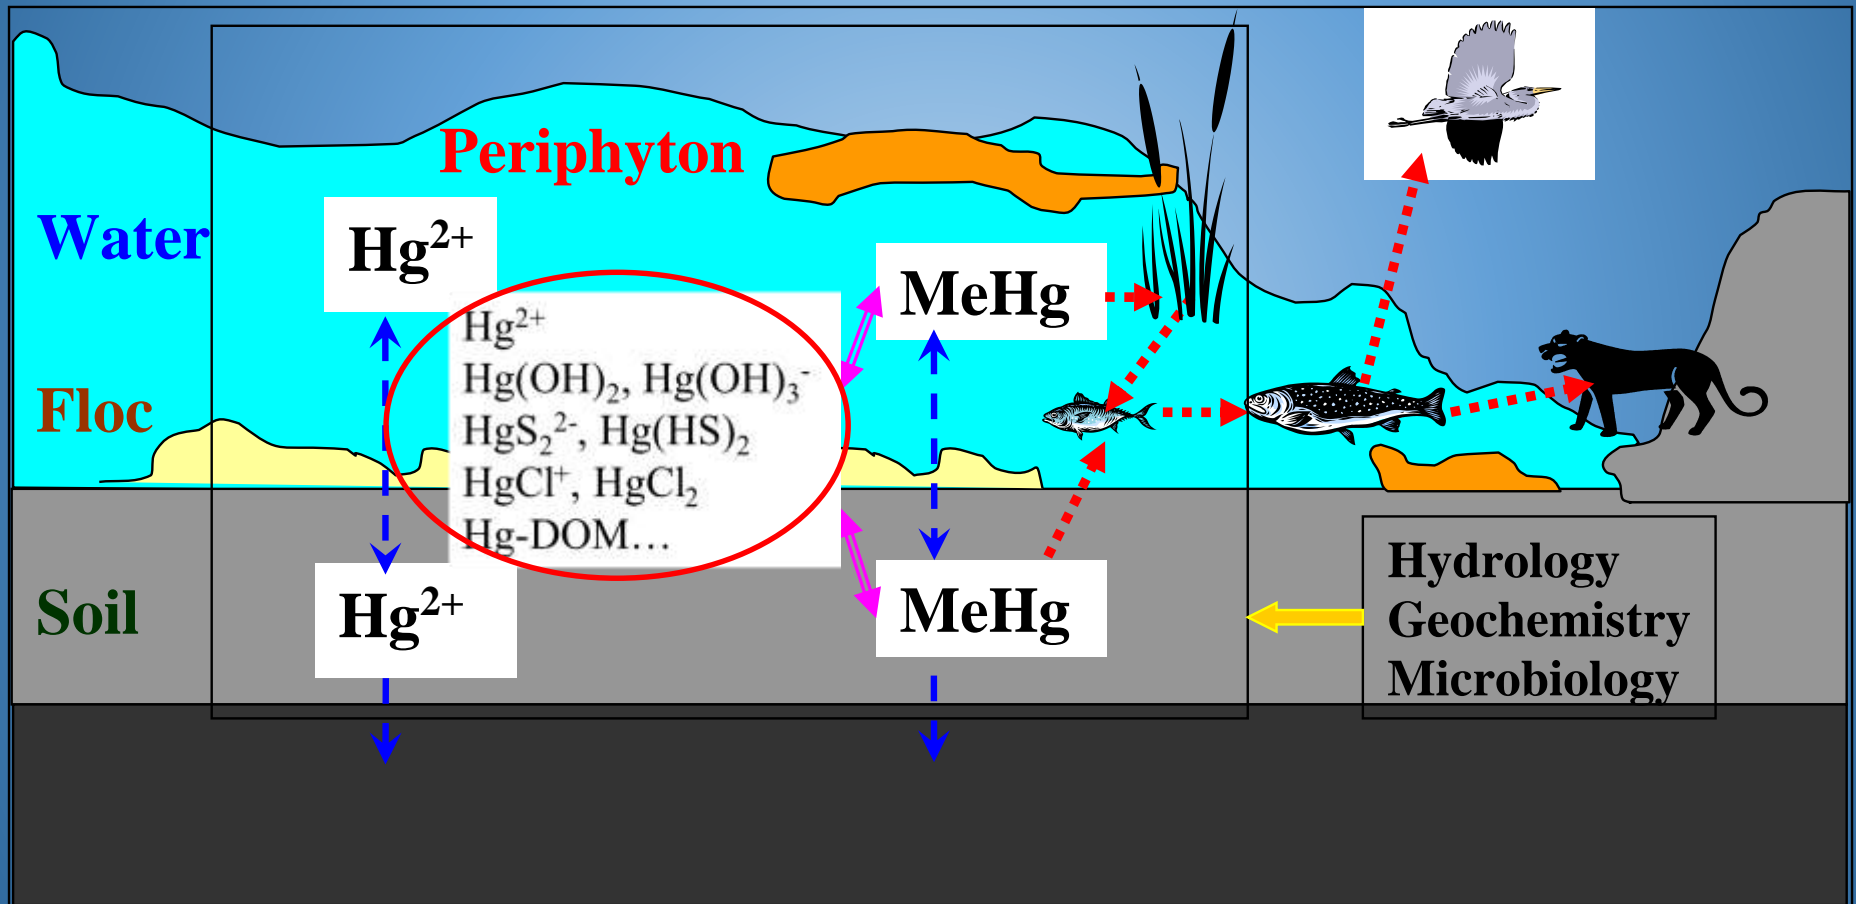 Periphyton
Water
Hg²⁺
MeHg
Hg²⁺
Hg(OH)₂, Hg(OH)₃⁻
HgS₂²⁻, Hg(HS)₂
HgCl⁺, HgCl₂
Hg-DOM…
Floc
Soil
Hg²⁺
MeHg
Hydrology
Geochemistry
Microbiology